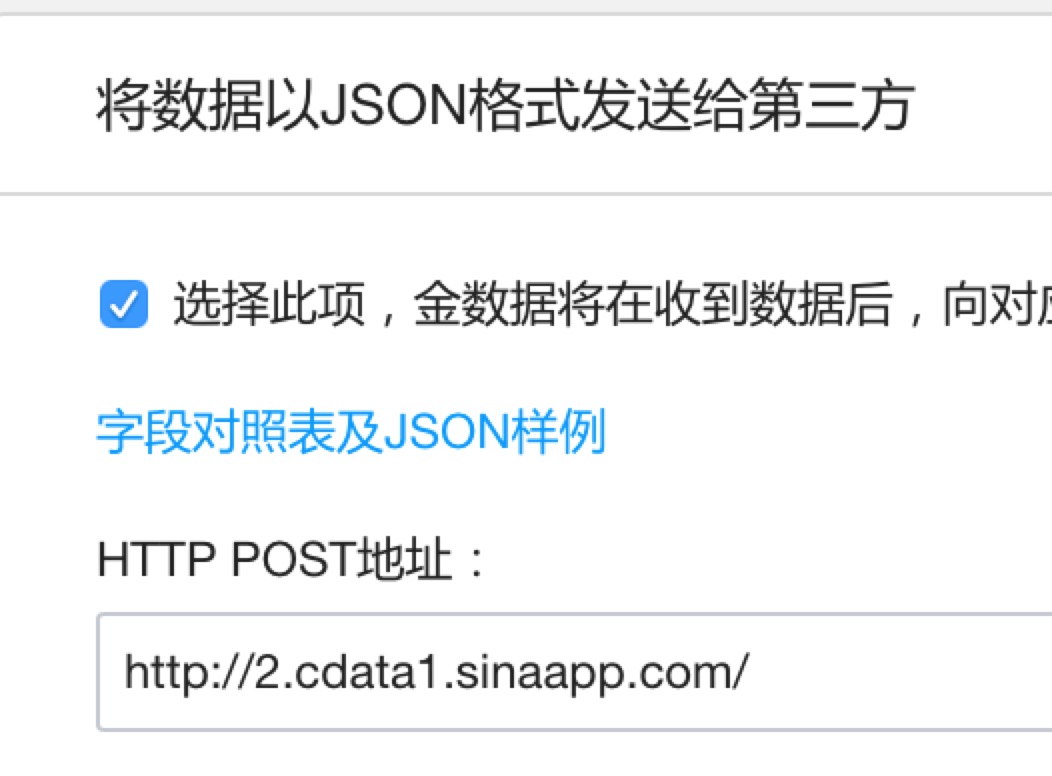 将数据以JSON格式发送给第三方
选择此项，金数据将在收到数据后，向对
字段对照表及JSON样例
HTTP POST地址：
http://2.cdata1.sinaapp.com/